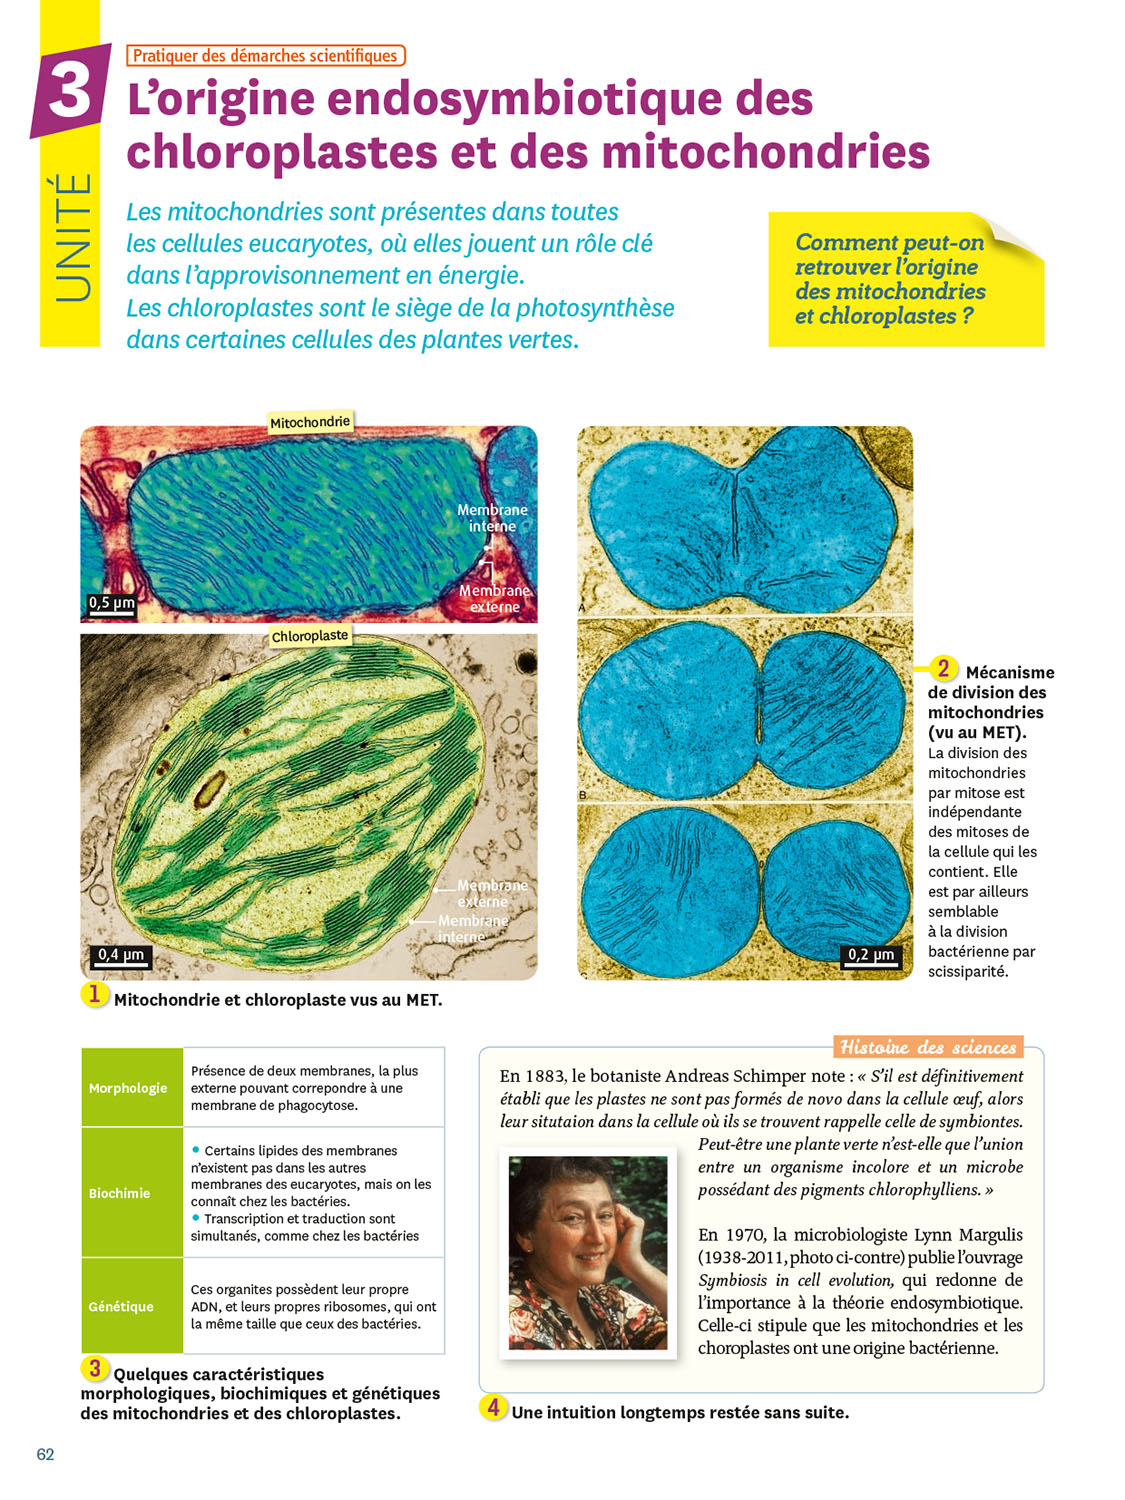 Pratiquer des démarches scientifiques
3
UNITÉ
L’origine endosymbiotique des
chloroplastes et des mitochondries
Les mitochondries sont présentes dans toutes
les cellules eucaryotes, où elles jouent un rôle clé
dans l’approvisonnement en énergie.
Les chloroplastes sont le siège de la photosynthèse
dans certaines cellules des plantes vertes.
Comment peut-on
retrouver l’origine
des mitochondries
et chloroplastes ?
Mitochondrie
Membrane
interne
Membrane
externe
0,5 µm
Chloroplaste
Membrane
externe
Membrane
interne
0,4 µm
1 Mitochondrie et chloroplaste vus au MET.
A
B
C
0,2 µm
2 Mécanisme
de division des
mitochondries
(vu au MET).
La division des
mitochondries
par mitose est
indépendante
des mitoses de
la cellule qui les
contient. Elle
est par ailleurs
semblable
à la division
bactérienne par
scissiparité.
Morphologie
Présence de deux membranes, la plus
externe pouvant correpondre à une
membrane de phagocytose.
Biochimie
• Certains lipides des membranes
n’existent pas dans les autres
membranes des eucaryotes, mais on les
connaît chez les bactéries.
• Transcription et traduction sont
simultanés, comme chez les bactéries
Génétique
Ces organites possèdent leur propre
ADN, et leurs propres ribosomes, qui ont
la même taille que ceux des bactéries.
3 Quelques caractéristiques
morphologiques, biochimiques et génétiques
des mitochondries et des chloroplastes.
Histoire des sciences
En 1883, le botaniste Andreas Schimper note : « S’il est définitivement
établi que les plastes ne sont pas formés de novo dans la cellule œuf, alors
leur situtaion dans la cellule où ils se trouvent rappelle celle de symbiontes.
Peut-être une plante verte n’est-elle que l’union
entre un organisme incolore et un microbe
possédant des pigments chlorophylliens. »
En 1970, la microbiologiste Lynn Margulis
(1938-2011, photo ci-contre) publie l’ouvrage
Symbiosis in cell evolution, qui redonne de
l’importance à la théorie endosymbiotique.
Celle-ci stipule que les mitochondries et les
choroplastes ont une origine bactérienne.
4 Une intuition longtemps restée sans suite.
62